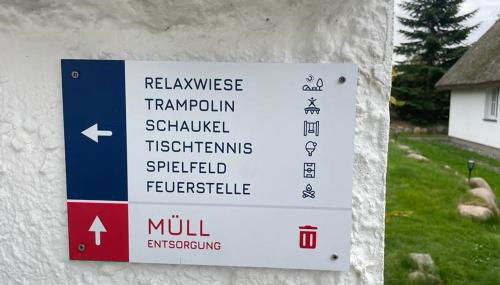 RELAXWIESE
TRAMPOLIN
SCHAUKEL
TISCHTENNIS
SPIELFELD
FEUERSTELLE
MÜLL
ENTSORGUNG